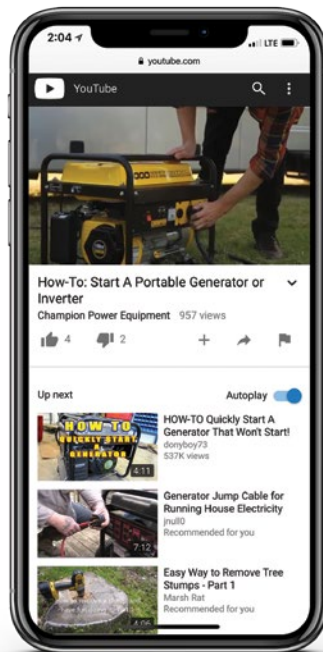 2:04
LTE
youtube.com
YouTube
How-To: Start A Portable Generator or
Inverter
Champion Power Equipment 957 views
4 2
Up next Autoplay
HOW TO
QUICKLY START
A
GENERATOR
4:11
HOW-TO Quickly Start A
Generator That Won't Start!
donyboy73
537K views
7:12
Generator Jump Cable for
Running House Electricity
jnull0
Recommended for you
4:06
Easy Way to Remove Tree
Stumps - Part 1
Marsh Rat
Recommended for you